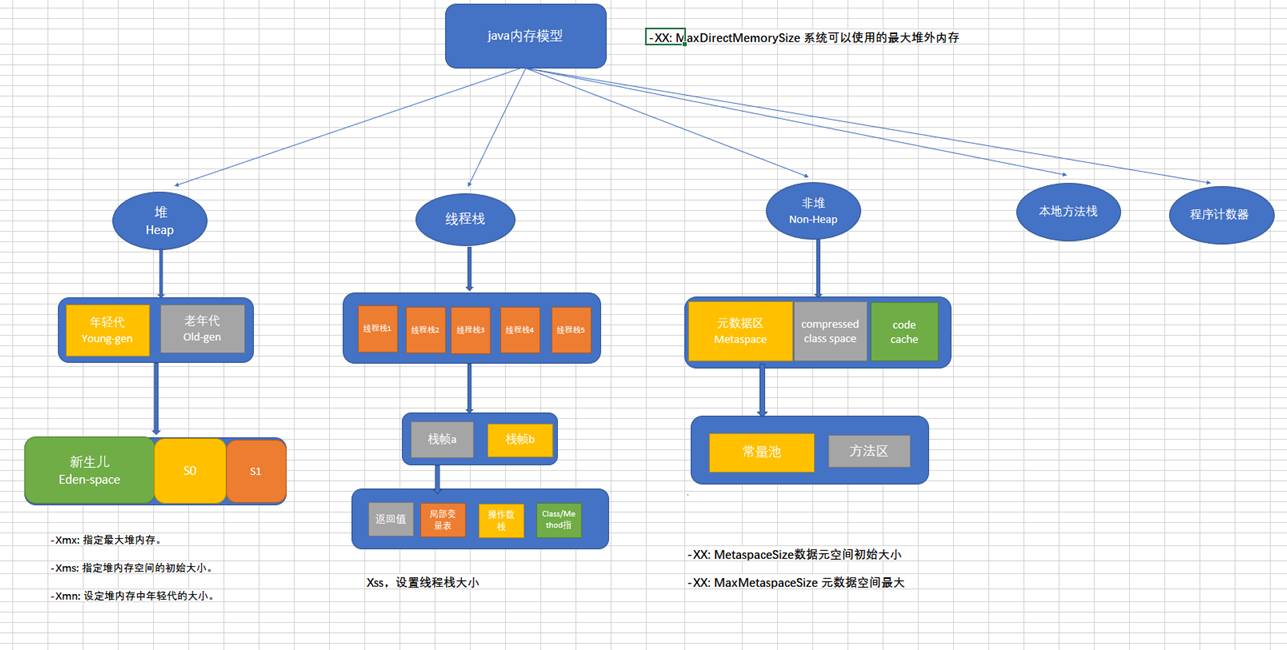 java内存模型
-XX: MaxDirectMemorySize 系统可以使用的最大堆外内存
堆
Heap
线程栈
非堆
Non-Heap
本地方法栈
程序计数器
年轻代
Young-gen
老年代
Old-gen
线程栈1
线程栈2
线程栈3
线程栈4
线程栈5
元数据区
Metaspace
compressed
class space
code
cache
栈帧a
栈帧b
常量池
方法区
新生儿
Eden-space
S0
S1
返回值
局部变
量表
操作数
栈
Class/Me
thod指
-Xmx: 指定最大堆内存。
-Xms: 指定堆内存空间的初始大小。
-Xmn: 设定堆内存中年轻代的大小。
Xss，设置线程栈大小
-XX: MetaspaceSize数据元空间初始大小
-XX: MaxMetaspaceSize 元数据空间最大